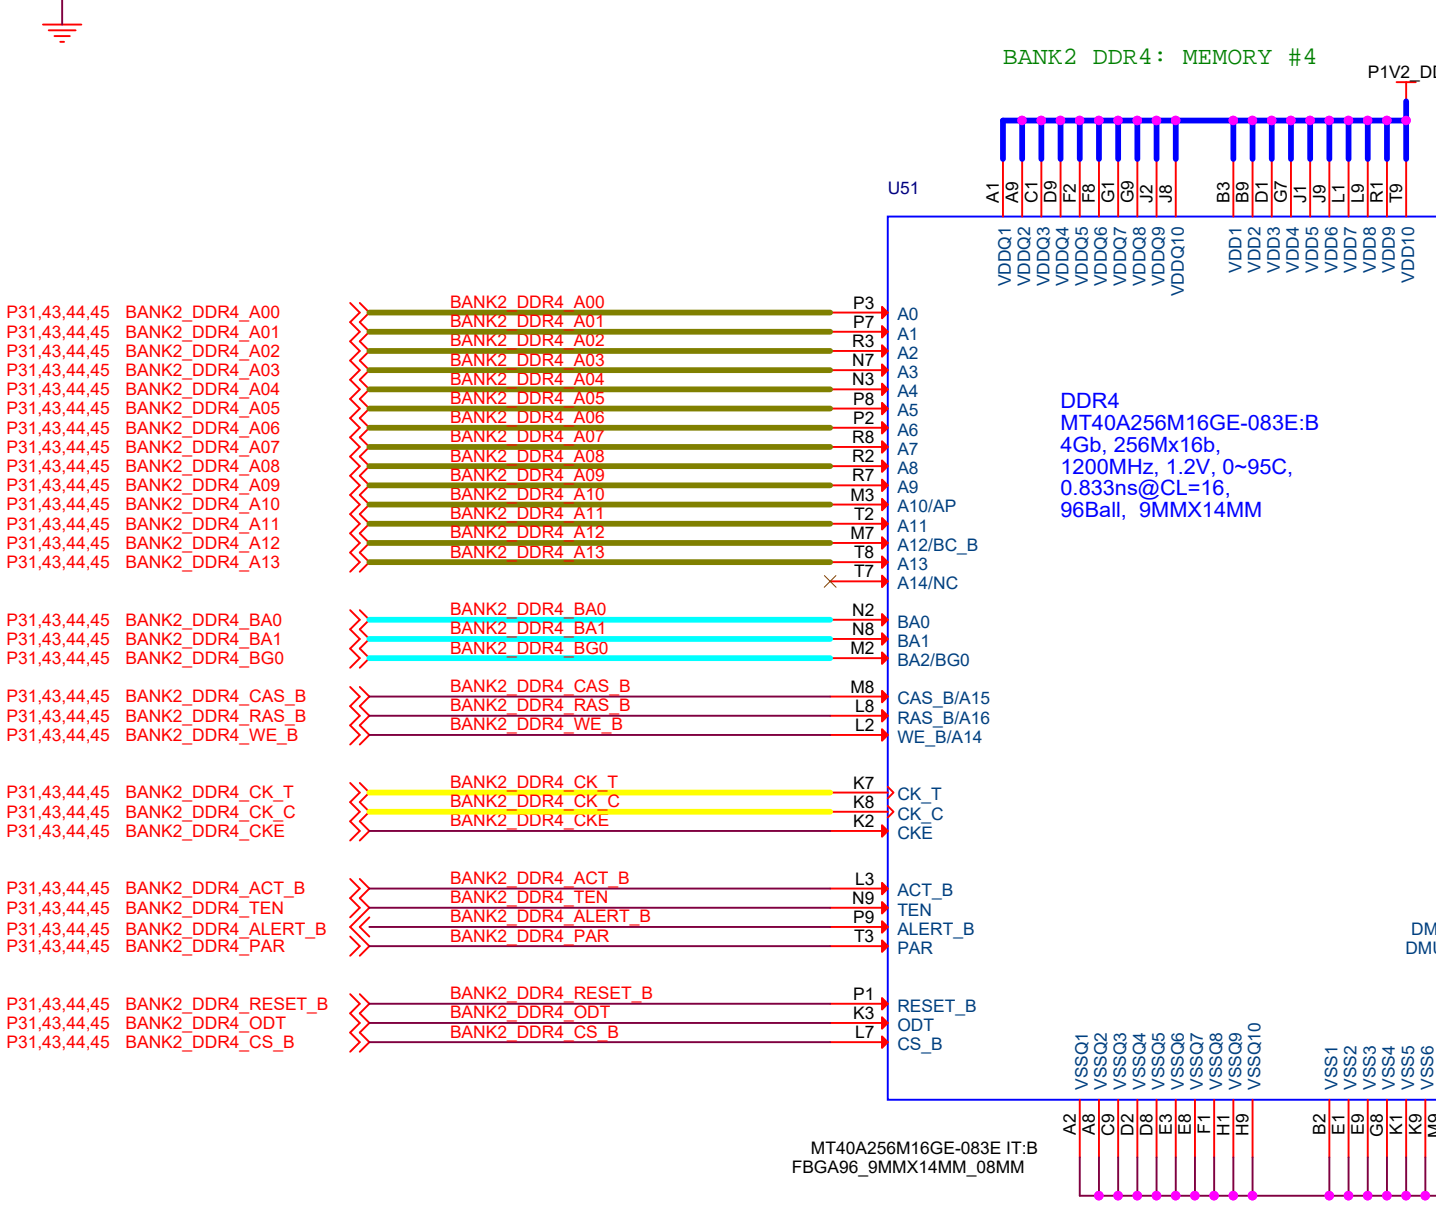 BANK2 DDR4: MEMORY #4
P1V2_DD
U51
A1 A9 C1 D9 F2 F8 G1 G9 J2 J8 B3 B9 D1 G7 J1 J9 L1 L9 R1 T9
VDDQ1 VDDQ2 VDDQ3 VDDQ4 VDDQ5 VDDQ6 VDDQ7 VDDQ8 VDDQ9 VDDQ10 VDD1 VDD2 VDD3 VDD4 VDD5 VDD6 VDD7 VDD8 VDD9 VDD10
P31,43,44,45 BANK2_DDR4_A00 BANK2_DDR4_A00 P3 A0
P31,43,44,45 BANK2_DDR4_A01 BANK2_DDR4_A01 P7 A1
P31,43,44,45 BANK2_DDR4_A02 BANK2_DDR4_A02 R3 A2
P31,43,44,45 BANK2_DDR4_A03 BANK2_DDR4_A03 N7 A3
P31,43,44,45 BANK2_DDR4_A04 BANK2_DDR4_A04 N3 A4
P31,43,44,45 BANK2_DDR4_A05 BANK2_DDR4_A05 P8 A5
P31,43,44,45 BANK2_DDR4_A06 BANK2_DDR4_A06 P2 A6
P31,43,44,45 BANK2_DDR4_A07 BANK2_DDR4_A07 R8 A7
P31,43,44,45 BANK2_DDR4_A08 BANK2_DDR4_A08 R2 A8
P31,43,44,45 BANK2_DDR4_A09 BANK2_DDR4_A09 R7 A9
P31,43,44,45 BANK2_DDR4_A10 BANK2_DDR4_A10 M3 A10/AP
P31,43,44,45 BANK2_DDR4_A11 BANK2_DDR4_A11 T2 A11
P31,43,44,45 BANK2_DDR4_A12 BANK2_DDR4_A12 M7 A12/BC_B
P31,43,44,45 BANK2_DDR4_A13 BANK2_DDR4_A13 T8 A13
T7 A14/NC
DDR4
MT40A256M16GE-083E:B
4Gb, 256Mx16b,
1200MHz, 1.2V, 0~95C,
0.833ns@CL=16,
96Ball, 9MMX14MM
P31,43,44,45 BANK2_DDR4_BA0 BANK2_DDR4_BA0 N2 BA0
P31,43,44,45 BANK2_DDR4_BA1 BANK2_DDR4_BA1 N8 BA1
P31,43,44,45 BANK2_DDR4_BG0 BANK2_DDR4_BG0 M2 BA2/BG0
P31,43,44,45 BANK2_DDR4_CAS_B BANK2_DDR4_CAS_B M8 CAS_B/A15
P31,43,44,45 BANK2_DDR4_RAS_B BANK2_DDR4_RAS_B L8 RAS_B/A16
P31,43,44,45 BANK2_DDR4_WE_B BANK2_DDR4_WE_B L2 WE_B/A14
P31,43,44,45 BANK2_DDR4_CK_T BANK2_DDR4_CK_T K7 CK_T
P31,43,44,45 BANK2_DDR4_CK_C BANK2_DDR4_CK_C K8 CK_C
P31,43,44,45 BANK2_DDR4_CKE BANK2_DDR4_CKE K2 CKE
P31,43,44,45 BANK2_DDR4_ACT_B BANK2_DDR4_ACT_B L3 ACT_B
P31,43,44,45 BANK2_DDR4_TEN BANK2_DDR4_TEN N9 TEN
P31,43,44,45 BANK2_DDR4_ALERT_B BANK2_DDR4_ALERT_B P9 ALERT_B DM
P31,43,44,45 BANK2_DDR4_PAR BANK2_DDR4_PAR T3 PAR DMU
P31,43,44,45 BANK2_DDR4_RESET_B BANK2_DDR4_RESET_B P1 RESET_B
P31,43,44,45 BANK2_DDR4_ODT BANK2_DDR4_ODT K3 ODT
P31,43,44,45 BANK2_DDR4_CS_B BANK2_DDR4_CS_B L7 CS_B
VSSQ1 VSSQ2 VSSQ3 VSSQ4 VSSQ5 VSSQ6 VSSQ7 VSSQ8 VSSQ9 VSSQ10 VSS1 VSS2 VSS3 VSS4 VSS5 VSS6
A2 A8 C9 D2 D8 E3 E8 F1 H1 H9 B2 E1 E9 G8 K1 K9 M9
MT40A256M16GE-083E IT:B
FBGA96_9MMX14MM_08MM